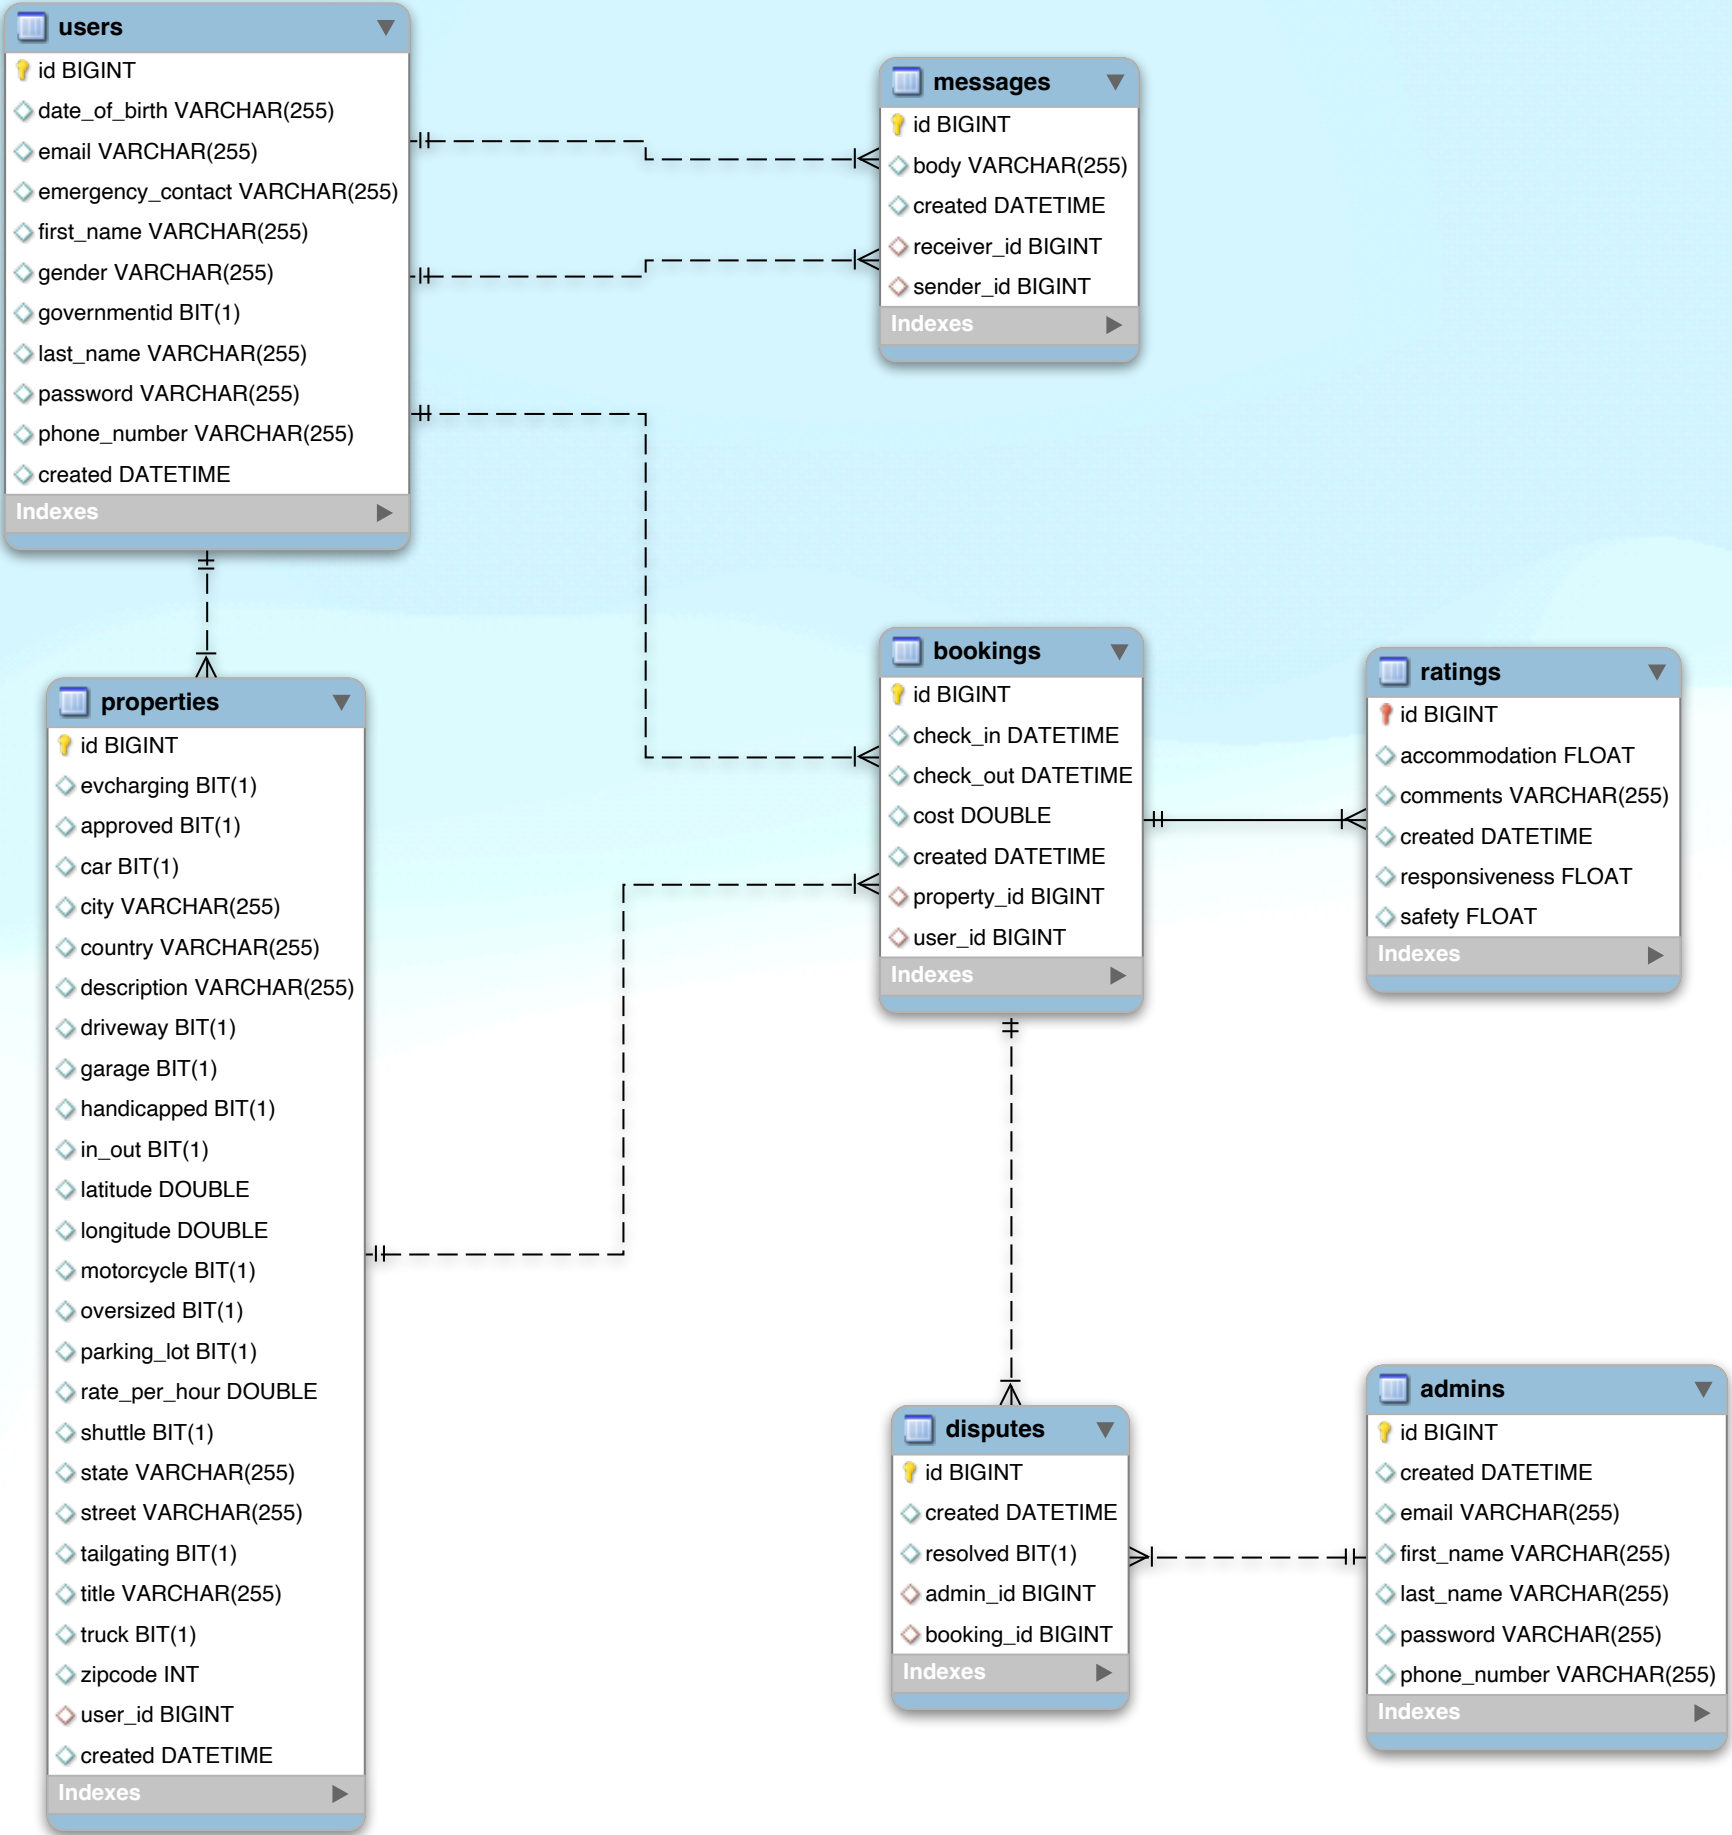 users
id BIGINT
date_of_birth VARCHAR(255)
email VARCHAR(255)
emergency_contact VARCHAR(255)
first_name VARCHAR(255)
gender VARCHAR(255)
governmentid BIT(1)
last_name VARCHAR(255)
password VARCHAR(255)
phone_number VARCHAR(255)
created DATETIME
Indexes
messages
id BIGINT
body VARCHAR(255)
created DATETIME
receiver_id BIGINT
sender_id BIGINT
Indexes
properties
id BIGINT
evcharging BIT(1)
approved BIT(1)
car BIT(1)
city VARCHAR(255)
country VARCHAR(255)
description VARCHAR(255)
driveway BIT(1)
garage BIT(1)
handicapped BIT(1)
in_out BIT(1)
latitude DOUBLE
longitude DOUBLE
motorcycle BIT(1)
oversized BIT(1)
parking_lot BIT(1)
rate_per_hour DOUBLE
shuttle BIT(1)
state VARCHAR(255)
street VARCHAR(255)
tailgating BIT(1)
title VARCHAR(255)
truck BIT(1)
zipcode INT
user_id BIGINT
created DATETIME
Indexes
bookings
id BIGINT
check_in DATETIME
check_out DATETIME
cost DOUBLE
created DATETIME
property_id BIGINT
user_id BIGINT
Indexes
ratings
id BIGINT
accommodation FLOAT
comments VARCHAR(255)
created DATETIME
responsiveness FLOAT
safety FLOAT
Indexes
disputes
id BIGINT
created DATETIME
resolved BIT(1)
admin_id BIGINT
booking_id BIGINT
Indexes
admins
id BIGINT
created DATETIME
email VARCHAR(255)
first_name VARCHAR(255)
last_name VARCHAR(255)
password VARCHAR(255)
phone_number VARCHAR(255)
Indexes